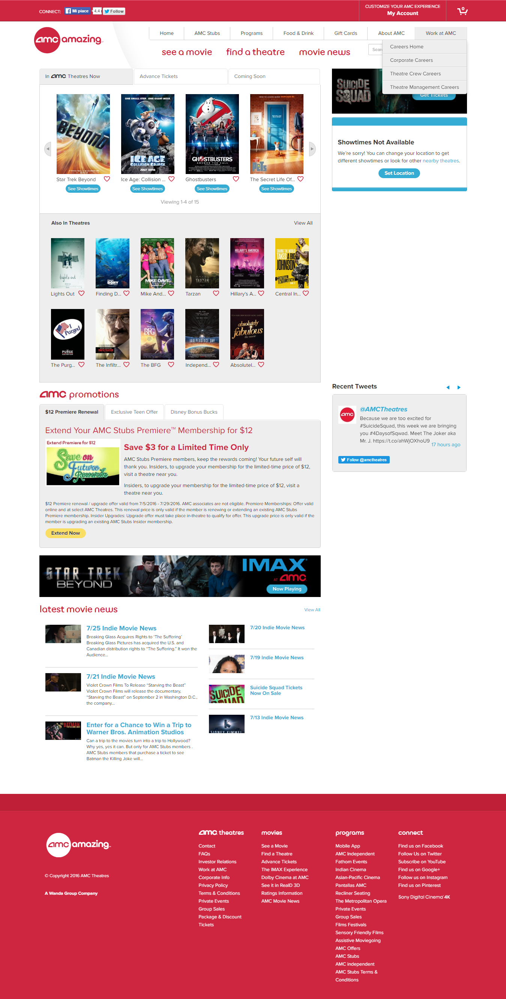 CONNECT:
Mi piace
4,4
Follow
CUSTOMIZE YOUR AMC EXPERIENCE
My Account
0
amc amazing
Home
AMC Stubs
Programs
Food & Drink
Gift Cards
About AMC
Work at AMC
see a movie
find a theatre
movie news
Sear
Careers Home
Corporate Careers
Theatre Crew Careers
Theatre Management Careers
In amc Theatres Now
Advance Tickets
Coming Soon
SUICIDE
SQUAD
Get Tickets
BEYOND
ONE SMALL STEP. ONE GIANT MESS.
ICE AGE
COLLISION COURSE
JULY 2016
GHOSTBUSTERS
ANSWER THE CALL
PETS
Star Trek Beyond
Ice Age: Collision ...
Ghostbusters
The Secret Life Of...
See Showtimes
See Showtimes
See Showtimes
See Showtimes
Viewing 1-4 of 15
Showtimes Not Available
We're sorry! You can change your location to get
different showtimes or look for other nearby theatres.
Set Location
Also In Theatres
View All
lights out
DORY
MIKE DAVE
TARZAN
HILLARY'S AMERICA
SAVING THE WORLD
TAKES A BIG
JOHNSON
CENTRAL INTELLIGENCE
Lights Out
Finding D...
Mike And...
Tarzan
Hillary's A...
Central In...
I Purged
PURGE
ELECTION YEAR
INFILTRATOR
BFG
INDEPENDENCE DAY
absolutely
fabulous
the movie
The Purg...
The Infiltr...
The BFG
Independ...
Absolutel...
amc promotions
$12 Premiere Renewal
Exclusive Teen Offer
Disney Bonus Bucks
Extend Your AMC Stubs Premiere™ Membership for $12
Extend Premiere for $12
Save on
Future
Rewards
Save $3 for a Limited Time Only
AMC Stubs Premiere members, keep the rewards coming! Your future self will
thank you. Insiders, to upgrade your membership for the limited-time price of $12,
visit a theatre near you.
Insiders, to upgrade your membership for the limited-time price of $12, visit a
theatre near you.
$12 Premiere renewal / upgrade offer valid from 7/5/2016 - 7/29/2016. AMC associates are not eligible. Premiere Memberships: Offer valid
online and at select AMC Theatres. This renewal price is only valid if the member is renewing or extending an existing AMC Stubs
Premiere membership. Insider Upgrades: Upgrade offer must take place in-theatre to qualify for offer. This upgrade price is only valid if the
member is upgrading an existing AMC Stubs Insider membership.
Extend Now
Recent Tweets
amc
@AMCTheatres
Because we are too excited for
#SuicideSquad, this week we are bringing
you #4DaysofSqwad. Meet The Joker aka
Mr. J. https://t.co/ahWjOXhoU9
17 hours ago
Follow @amctheatres
STAR TREK
BEYOND
IMAX
AT amc
Now Playing
latest movie news
View All
7/25 Indie Movie News
Breaking Glass Acquires Rights to ‘The Suffering’
Breaking Glass Pictures has acquired the U.S. and
Canadian distribution rights to “The Suffering.” It won the
Audience...
7/21 Indie Movie News
Violet Crown Films To Release “Starving the Beast”
Violet Crown Films will release the documentary,
“Starving the Beast” on September 2 in Washington D.C.,
the company...
BATMAN
THE KILLING JOKE
Enter for a Chance to Win a Trip to
Warner Bros. Animation Studios
Can a trip to the movies turn into a trip to Hollywood?
Why yes, yes it can. But only for AMC Stubs members .
AMC Stubs members that purchase a ticket to see
Batman the Killing Joke will...
7/20 Indie Movie News
7/19 Indie Movie News
SUICIDE
SQUAD
Suicide Squad Tickets
Now On Sale
SIDNEY KIMMEL
7/13 Indie Movie News
amc amazing
© Copyright 2016 AMC Theatres
A Wanda Group Company
amc theatres
Contact
FAQs
Investor Relations
Work at AMC
Corporate Info
Privacy Policy
Terms & Conditions
Private Events
Group Sales
Package & Discount
Tickets
movies
See a Movie
Find a Theatre
Advance Tickets
The IMAX Experience
Dolby Cinema at AMC
See it in RealD 3D
Ratings Information
AMC Movie News
programs
Mobile App
AMC Independent
Fathom Events
Indian Cinema
Asian-Pacific Cinema
Pantallas AMC
Recliner Seating
The Metropolitan Opera
Private Events
Group Sales
Films Festivals
Sensory Friendly Films
Assistive Moviegoing
AMC Offers
AMC Stubs
AMC independent
AMC Stubs Terms &
Conditions
connect
Find us on Facebook
Follow Us on Twitter
Subscribe on YouTube
Find us on Google+
Follow us on Instagram
Find us on Pinterest
Sony Digital Cinema 4K